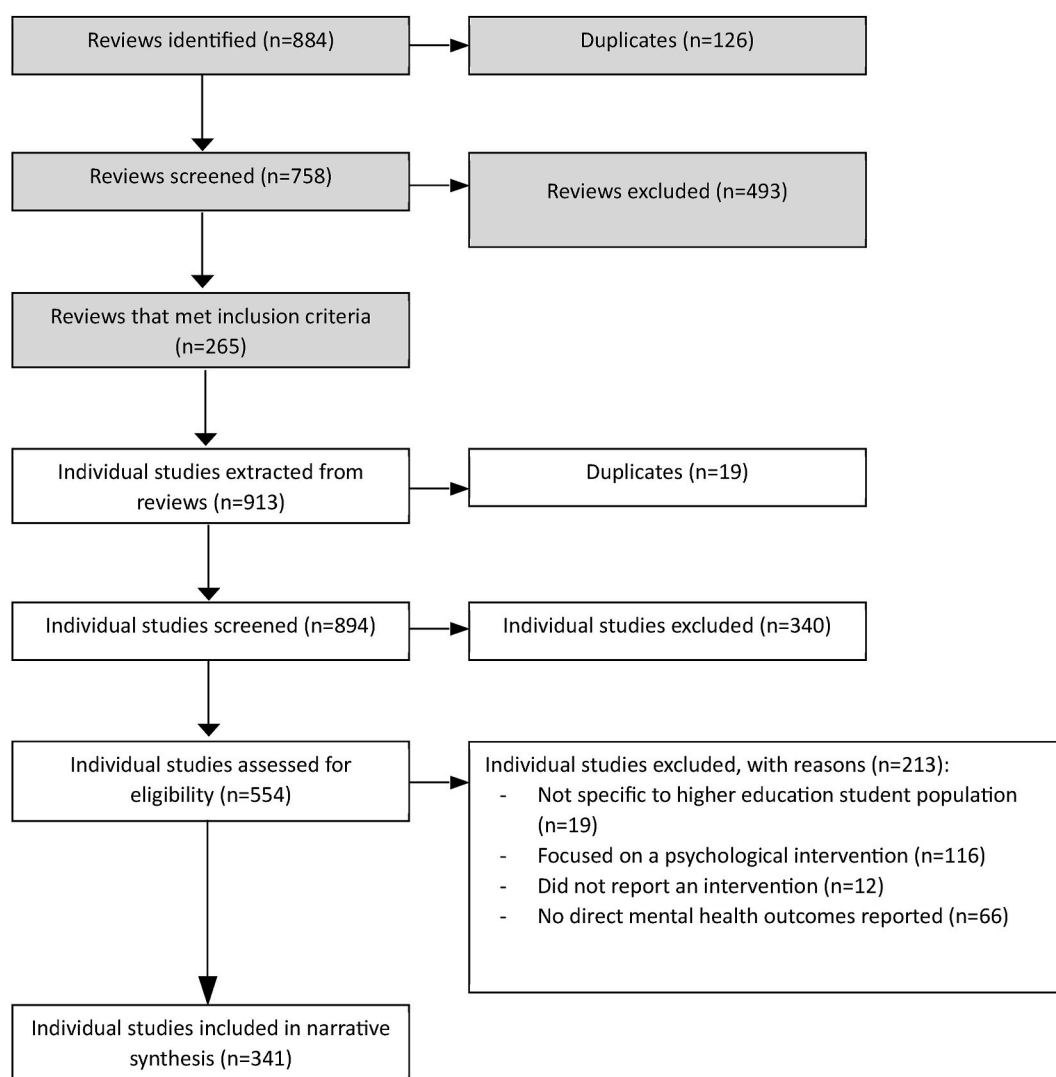 Reviews identified (n=884)
Duplicates (n=126)
Reviews screened (n=758)
Reviews excluded (n=493)
Reviews that met inclusion criteria
(n=265)
Individual studies extracted from
reviews (n=913)
Duplicates (n=19)
Individual studies screened (n=894)
Individual studies excluded (n=340)
Individual studies assessed for
eligibility (n=554)
Individual studies excluded, with reasons (n=213):
- Not specific to higher education student population
(n=19)
- Focused on a psychological intervention (n=116)
- Did not report an intervention (n=12)
- No direct mental health outcomes reported (n=66)
Individual studies included in narrative
synthesis (n=341)